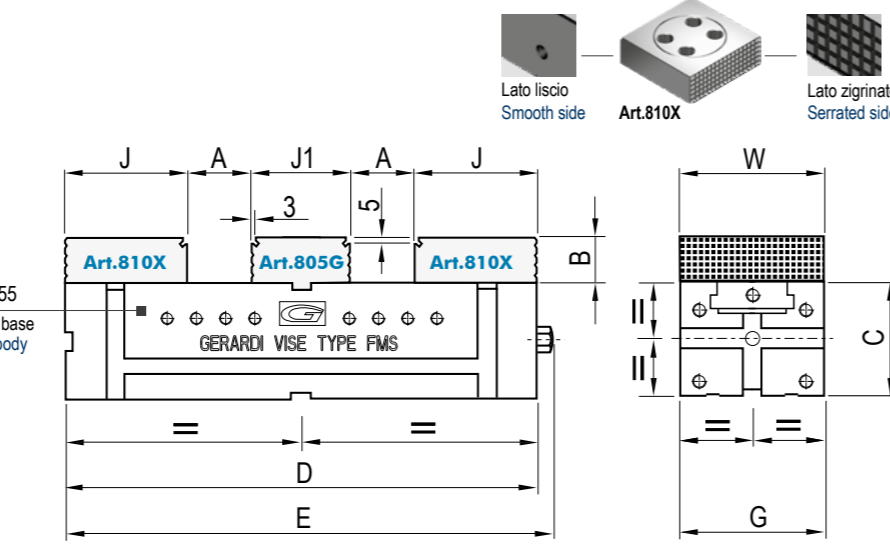 Lato liscio
Smooth side
Art.810X
Lato zigrinat
Serrated side
J
A
J1
A
J
W
3
5
B
Art.810X
Art.805G
Art.810X
55
base
body
G
GERARDI VISE TYPE FMS
=
=
C
=
=
=
=
D
E
G